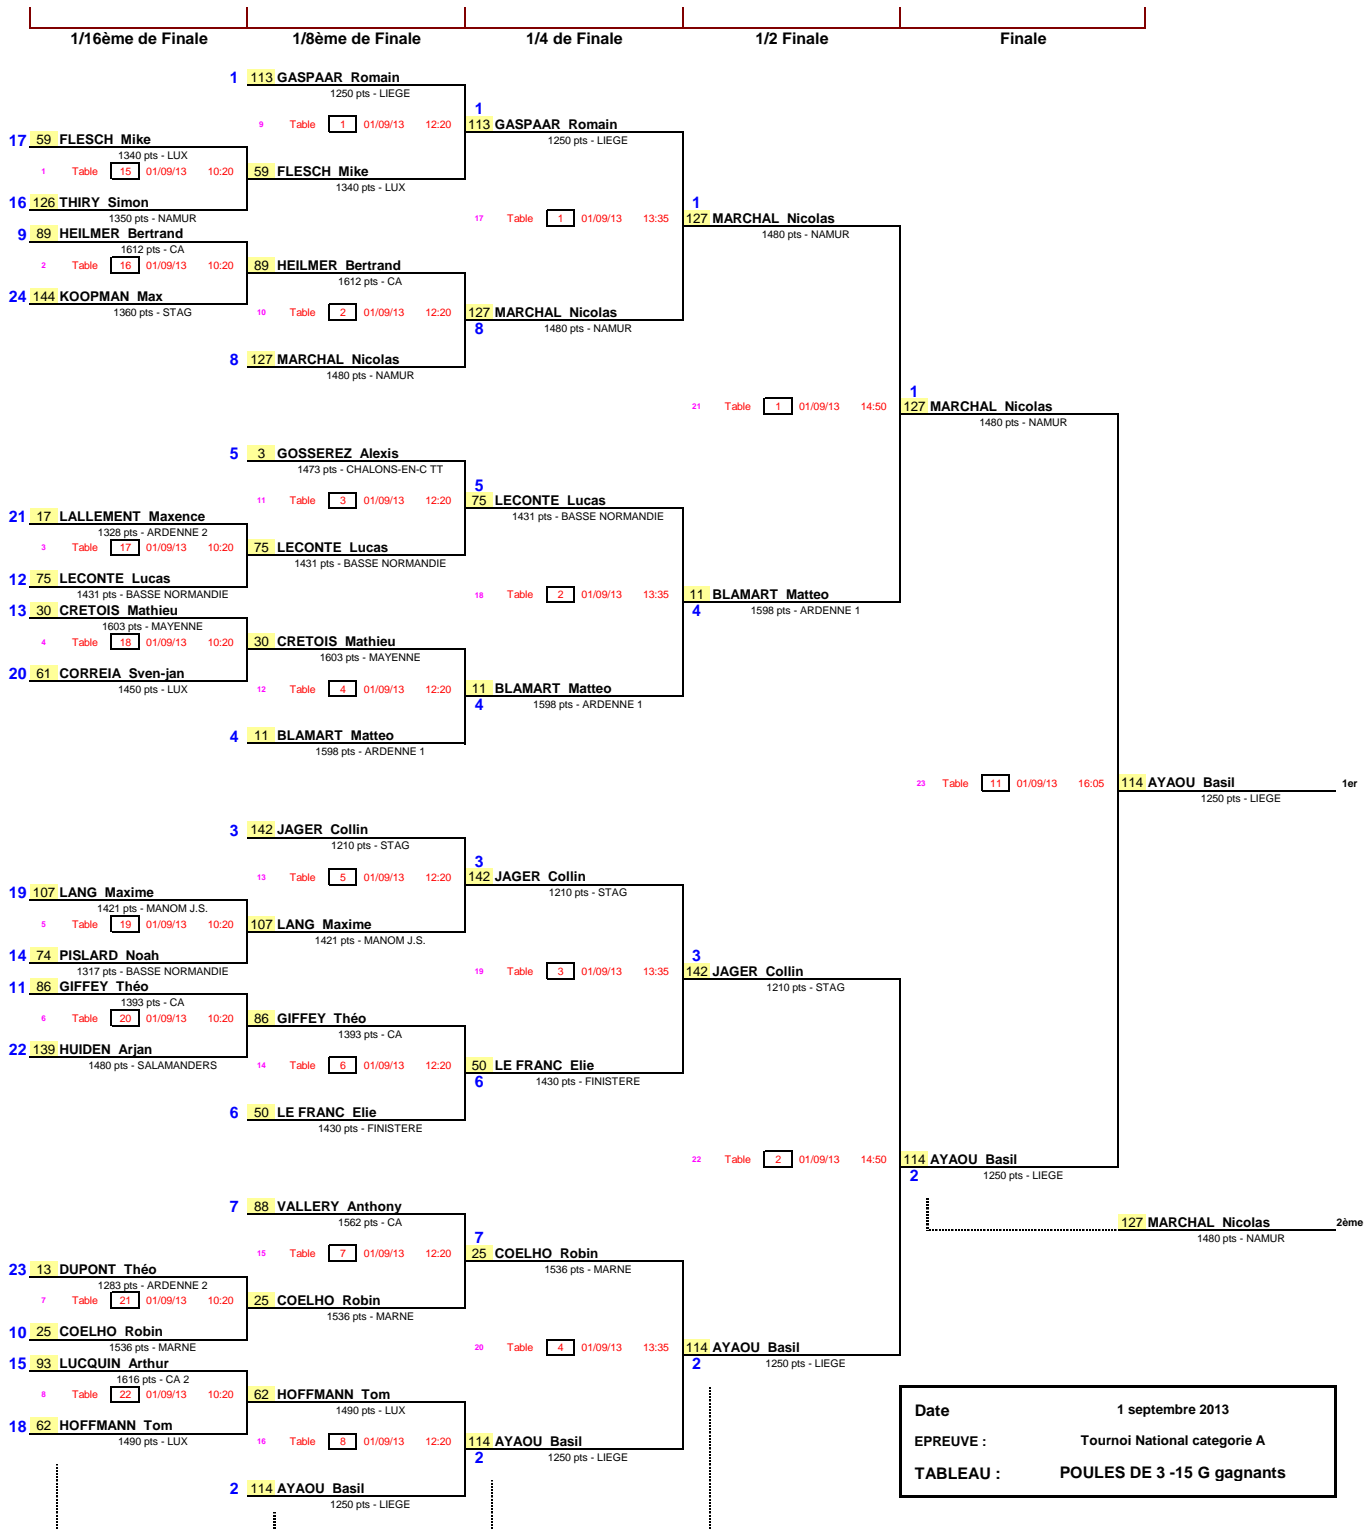 1/16ème de Finale 1/8ème de Finale 1/4 de Finale 1/2 Finale Finale
1 113 GASPAAR Romain
1250 pts - LIEGE
1
9 Table 1 01/09/13 12:20 113 GASPAAR Romain
17 59 FLESCH Mike 1250 pts - LIEGE
1340 pts - LUX
1 Table 15 01/09/13 10:20 59 FLESCH Mike
1340 pts - LUX
16 126 THIRY Simon 1
1350 pts - NAMUR 17 Table 1 01/09/13 13:35 127 MARCHAL Nicolas
9 89 HEILMER Bertrand 1480 pts - NAMUR
1612 pts - CA
2 Table 16 01/09/13 10:20 89 HEILMER Bertrand
1612 pts - CA
24 144 KOOPMAN Max
1360 pts - STAG 10 Table 2 01/09/13 12:20 127 MARCHAL Nicolas
8 1480 pts - NAMUR
8 127 MARCHAL Nicolas
1480 pts - NAMUR
1
21 Table 1 01/09/13 14:50 127 MARCHAL Nicolas
1480 pts - NAMUR
5 3 GOSSEREZ Alexis
1473 pts - CHALONS-EN-C TT
5
11 Table 3 01/09/13 12:20 75 LECONTE Lucas
21 17 LALLEMENT Maxence 1431 pts - BASSE NORMANDIE
1328 pts - ARDENNE 2
3 Table 17 01/09/13 10:20 75 LECONTE Lucas
1431 pts - BASSE NORMANDIE
12 75 LECONTE Lucas
1431 pts - BASSE NORMANDIE 18 Table 2 01/09/13 13:35 11 BLAMART Matteo
13 30 CRETOIS Mathieu 4 1598 pts - ARDENNE 1
1603 pts - MAYENNE
4 Table 18 01/09/13 10:20 30 CRETOIS Mathieu
1603 pts - MAYENNE
20 61 CORREIA Sven-jan
1450 pts - LUX 12 Table 4 01/09/13 12:20 11 BLAMART Matteo
4 1598 pts - ARDENNE 1
4 11 BLAMART Matteo
1598 pts - ARDENNE 1
23 Table 11 01/09/13 16:05 114 AYAOU Basil 1er
1250 pts - LIEGE
3 142 JAGER Collin
1210 pts - STAG
3
13 Table 5 01/09/13 12:20 142 JAGER Collin
19 107 LANG Maxime 1210 pts - STAG
1421 pts - MANOM J.S.
5 Table 19 01/09/13 10:20 107 LANG Maxime
1421 pts - MANOM J.S.
14 74 PISLARD Noah 3
1317 pts - BASSE NORMANDIE 19 Table 3 01/09/13 13:35 142 JAGER Collin
11 86 GIFFEY Théo 1210 pts - STAG
1393 pts - CA
6 Table 20 01/09/13 10:20 86 GIFFEY Théo
1393 pts - CA
22 139 HUIDEN Arjan
1480 pts - SALAMANDERS 14 Table 6 01/09/13 12:20 50 LE FRANC Elie
6 1430 pts - FINISTERE
6 50 LE FRANC Elie
1430 pts - FINISTERE
22 Table 2 01/09/13 14:50 114 AYAOU Basil
2 1250 pts - LIEGE
7 88 VALLERY Anthony
1562 pts - CA 127 MARCHAL Nicolas 2ème
7 1480 pts - NAMUR
15 Table 7 01/09/13 12:20 25 COELHO Robin
23 13 DUPONT Théo 1536 pts - MARNE
1283 pts - ARDENNE 2
7 Table 21 01/09/13 10:20 25 COELHO Robin
1536 pts - MARNE
10 25 COELHO Robin
1536 pts - MARNE 20 Table 4 01/09/13 13:35 114 AYAOU Basil
15 93 LUCQUIN Arthur 2 1250 pts - LIEGE
1616 pts - CA 2
8 Table 22 01/09/13 10:20 62 HOFFMANN Tom
1490 pts - LUX
18 62 HOFFMANN Tom
1490 pts - LUX 16 Table 8 01/09/13 12:20 114 AYAOU Basil
2 1250 pts - LIEGE
2 114 AYAOU Basil
1250 pts - LIEGE
Date 1 septembre 2013
EPREUVE : Tournoi National categorie A
TABLEAU : POULES DE 3 -15 G gagnants